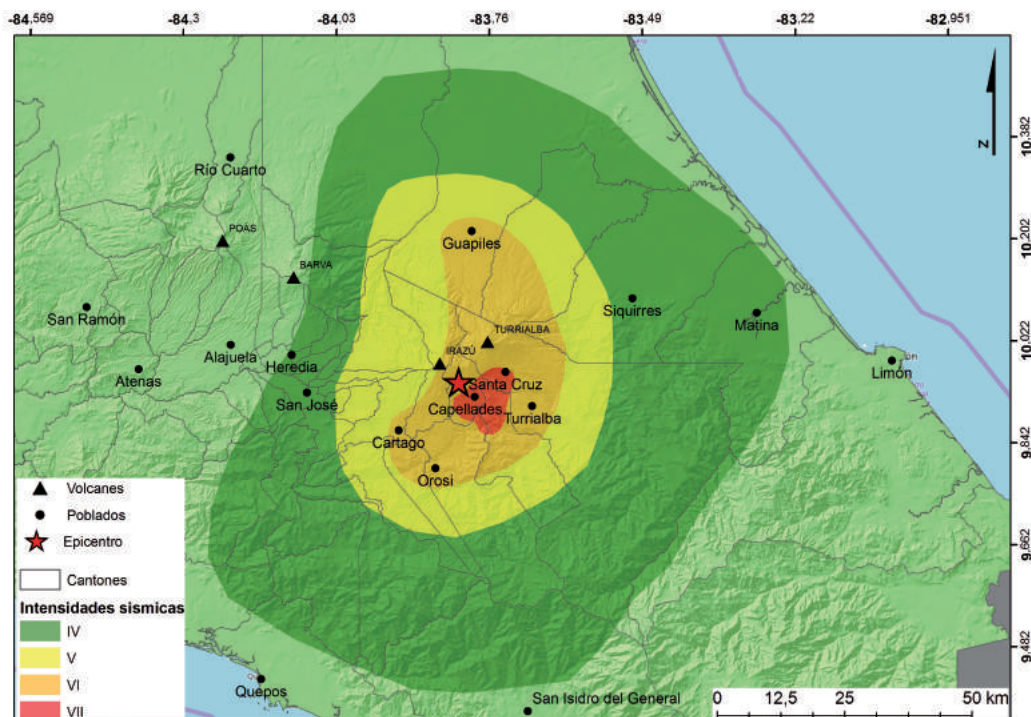 -84.569 -84.3 -84.03 -83.76 -83.49 -83.22 -82.951
10.382
10.202
10.022
9.842
9.662
9.482
z
Río Cuarto
POAS
Guapiles
BARVA
Siquirres
San Ramón
Matina
TURRIALBA
Alajuela
Heredia
IRAZÚ
Limón
Atenas
Santa Cruz
San José
Capellades
Turrialba
Cartago
Orosi
Volcanes
Poblados
Epicentro
Cantones
Intensidades sismicas
IV
V
VI
VII
Quepos
San Isidro del General
0 12,5 25 50 km